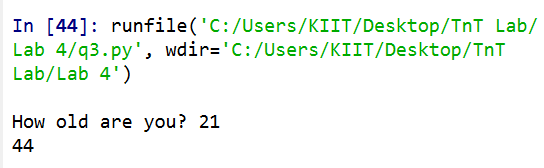 In [44]: runfile('C:/Users/KIIT/Desktop/TnT Lab/
Lab 4/q3.py', wdir='C:/Users/KIIT/Desktop/TnT
Lab/Lab 4')
How old are you? 21
44